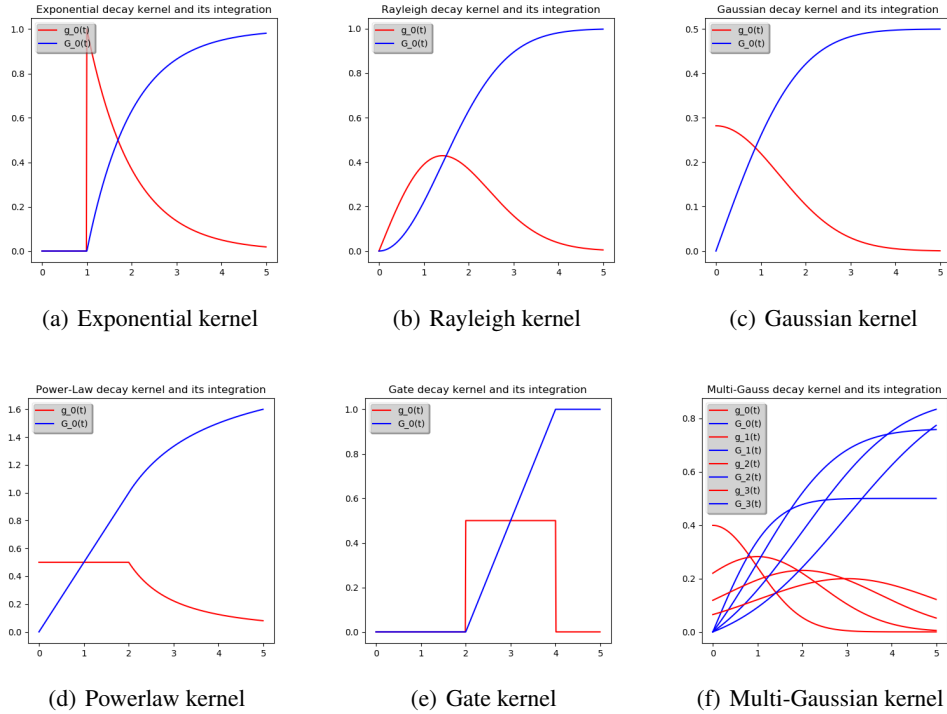 Exponential decay kernel and its integration
g_0(t)
G_0(t)
1.0
0.8
0.6
0.4
0.2
0.0
0 1 2 3 4 5
(a) Exponential kernel
Rayleigh decay kernel and its integration
g_0(t)
G_0(t)
1.0
0.8
0.6
0.4
0.2
0.0
0 1 2 3 4 5
(b) Rayleigh kernel
Gaussian decay kernel and its integration
g_0(t)
G_0(t)
0.5
0.5
0.3
0.2
0.1
0.0
0 1 2 3 4 5
(c) Gaussian kernel
Power-Law decay kernel and its integration
g_0(t)
G_0(t)
1.6
1.4
1.2
1.0
0.8
0.6
0.4
0.2
0.0
0 1 2 3 4 5
(d) Powerlaw kernel
Gate decay kernel and its integration
g_0(t)
G_0(t)
1.0
0.8
0.6
0.4
0.2
0.0
0 1 2 3 4 5
(e) Gate kernel
Multi-Gauss decay kernel and its integration
g_0(t)
G_0(t)
g_1(t)
G_1(t)
g_2(t)
G_2(t)
g_3(t)
G_3(t)
0.8
0.6
0.4
0.2
0.0
0 1 2 3 4 5
(f) Multi-Gaussian kernel